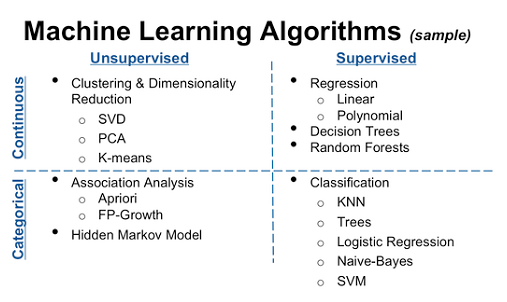 Machine Learning Algorithms (sample)
Unsupervised
Supervised
Continuous
• Clustering & Dimensionality
Reduction
o SVD
o PCA
o K-means
• Regression
o Linear
o Polynomial
• Decision Trees
• Random Forests
Categorical
• Association Analysis
o Apriori
o FP-Growth
• Hidden Markov Model
• Classification
o KNN
o Trees
o Logistic Regression
o Naive-Bayes
o SVM